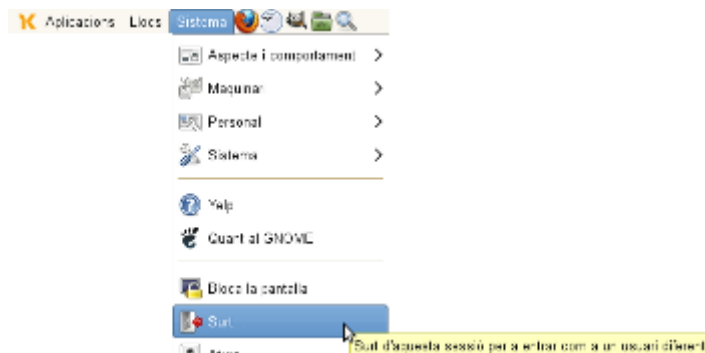 Aplicacions Llocs Sistema
Aspecte i comportament
Maquinari
Personal
Sistema
Yelp
Quant al GNOME
Bloca la pantalla
Surt
Surt d'aquesta sessió per a entrar com a un usuari diferent